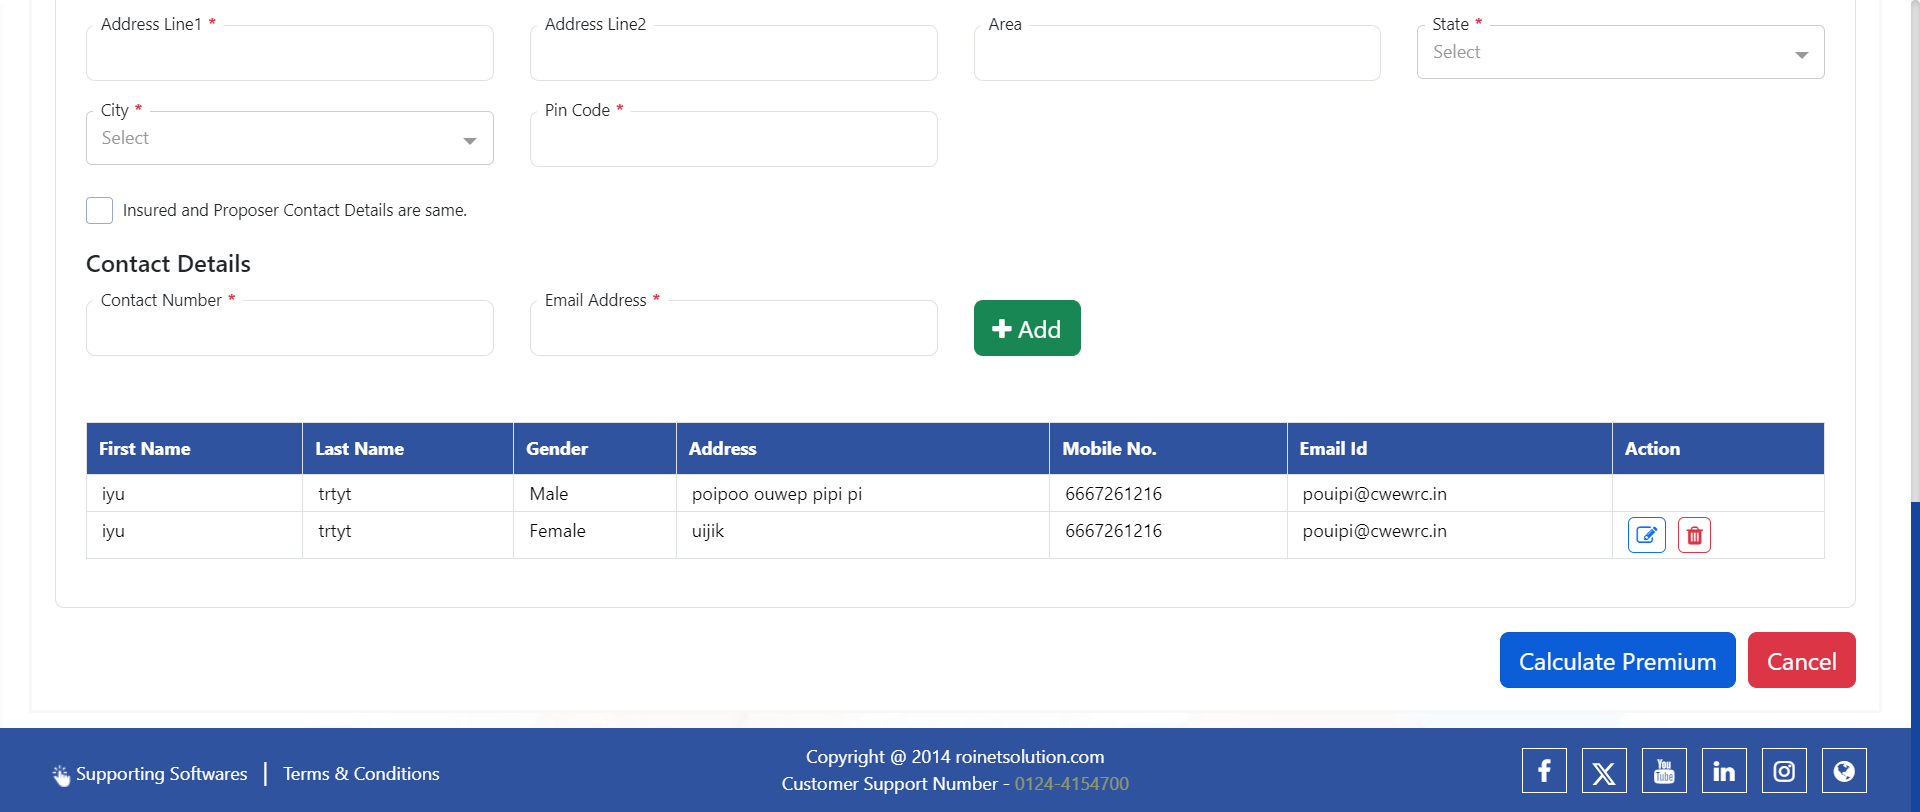 Address Line1 *
Address Line2
Area
State *
Select
City *
Select
Pin Code *
Insured and Proposer Contact Details are same.
Contact Details
Contact Number *
Email Address *
Add
First Name Last Name Gender Address Mobile No. Email Id Action
iyu trtyt Male poipoo ouwep pipi pi 6667261216 pouipi@cwewrc.in
iyu trtyt Female uijik 6667261216 pouipi@cwewrc.in
Calculate Premium Cancel
Supporting Softwares | Terms & Conditions
Copyright @ 2014 roinetsolution.com
Customer Support Number - 0124-4154700
f X You Tube in